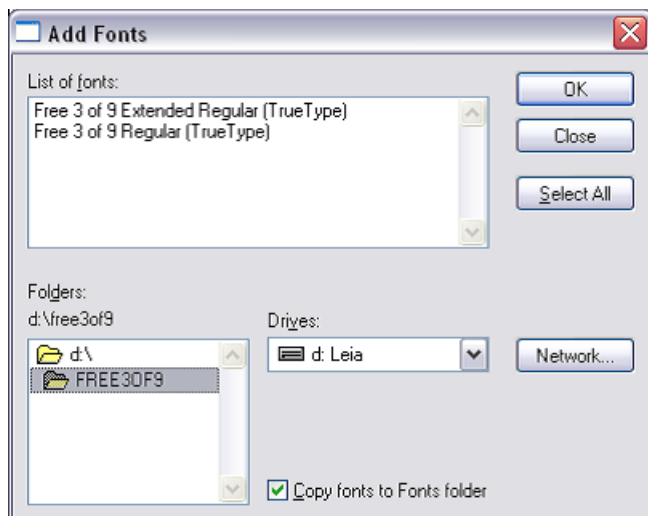 Add Fonts
List of fonts:
Free 3 of 9 Extended Regular (TrueType)
Free 3 of 9 Regular (TrueType)
OK
Close
Select All
Folders:
d:\free3of9
d:\
FREE3OF9
Drives:
d: Leia
Network...
Copy fonts to Fonts folder